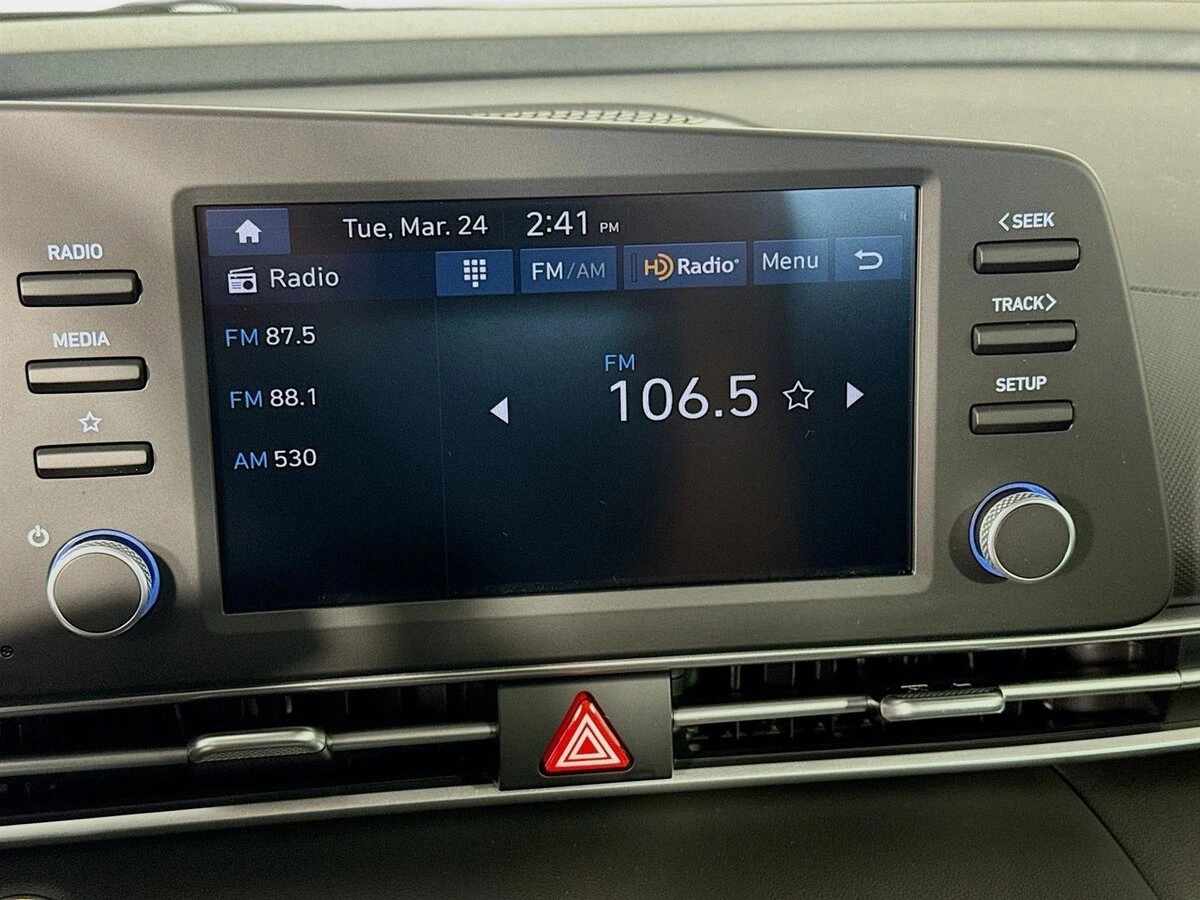 Tue, Mar. 24 2:41 PM
Radio FM/AM HD Radio Menu
FM 87.5
FM 88.1
AM 530
FM
106.5
RADIO
MEDIA
<SEEK
TRACK>
SETUP